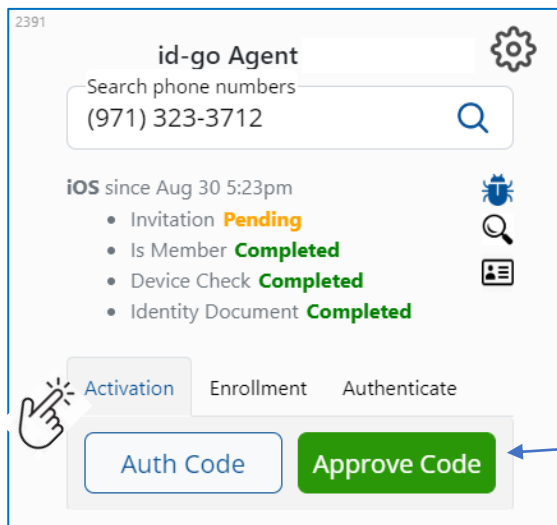 2391
id-go Agent
Search phone numbers
(971) 323-3712
iOS since Aug 30 5:23pm
Invitation Pending
Is Member Completed
Device Check Completed
Identity Document Completed
Activation Enrollment Authenticate
Auth Code Approve Code